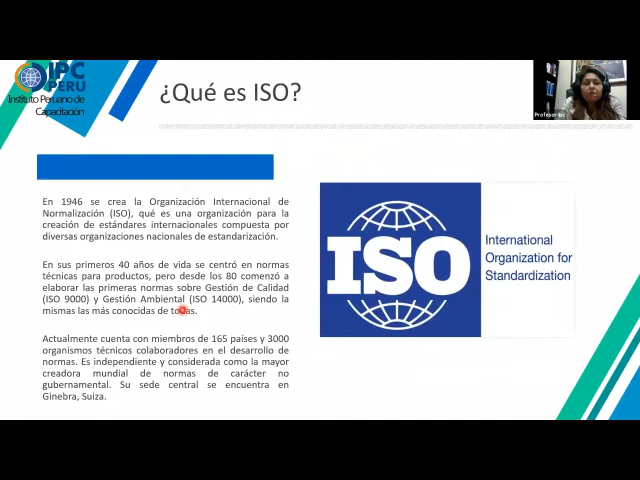 IPC
PERU
Instituto Peruano de
Capacitación
¿Qué es ISO?
Profesor ipc
En 1946 se crea la Organización Internacional de
Normalización (ISO), qué es una organización para la
creación de estándares internacionales compuesta por
diversas organizaciones nacionales de estandarización.
En sus primeros 40 años de vida se centró en normas
técnicas para productos, pero desde los 80 comenzó a
elaborar las primeras normas sobre Gestión de Calidad
(ISO 9000) y Gestión Ambiental (ISO 14000), siendo la
mismas las más conocidas de todas.
Actualmente cuenta con miembros de 165 países y 3000
organismos técnicos colaboradores en el desarrollo de
normas. Es independiente y considerada como la mayor
creadora mundial de normas de carácter no
gubernamental. Su sede central se encuentra en
Ginebra, Suiza.
ISO
International
Organization for
Standardization